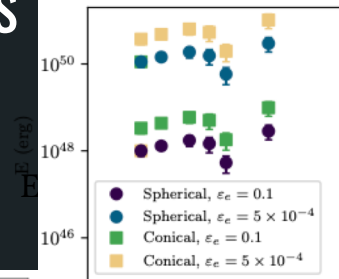 S
10^50
10^48
E (erg)
E
10^46
Spherical, ε_e = 0.1
Spherical, ε_e = 5 × 10^−4
Conical, ε_e = 0.1
Conical, ε_e = 5 × 10^−4